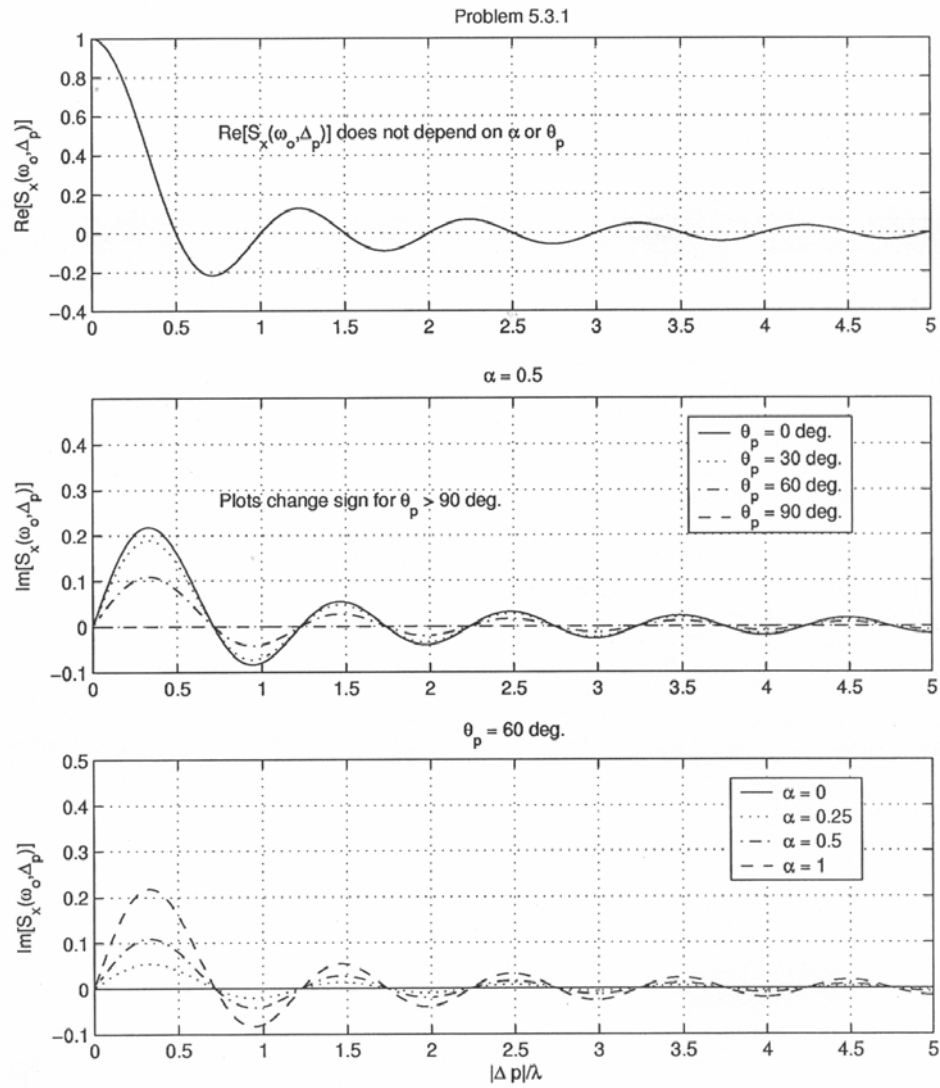 Problem 5.3.1
Re[S_x(ω_o,Δ_p)]
1
0.8
0.6
0.4
0.2
0
−0.2
−0.4
Re[S_x(ω_o,Δ_p)] does not depend on α or θ_p
0 0.5 1 1.5 2 2.5 3 3.5 4 4.5 5
α = 0.5
Im[S_x(ω_o,Δ_p)]
0.4
0.3
0.2
0.1
0
−0.1
Plots change sign for θ_p > 90 deg.
θ_p = 0 deg.
θ_p = 30 deg.
θ_p = 60 deg.
θ_p = 90 deg.
0 0.5 1 1.5 2 2.5 3 3.5 4 4.5 5
θ_p = 60 deg.
Im[S_x(ω_o,Δ_p)]
0.5
0.4
0.3
0.2
0.1
0
−0.1
α = 0
α = 0.25
α = 0.5
α = 1
0 0.5 1 1.5 2 2.5 3 3.5 4 4.5 5
|Δ p|/λ